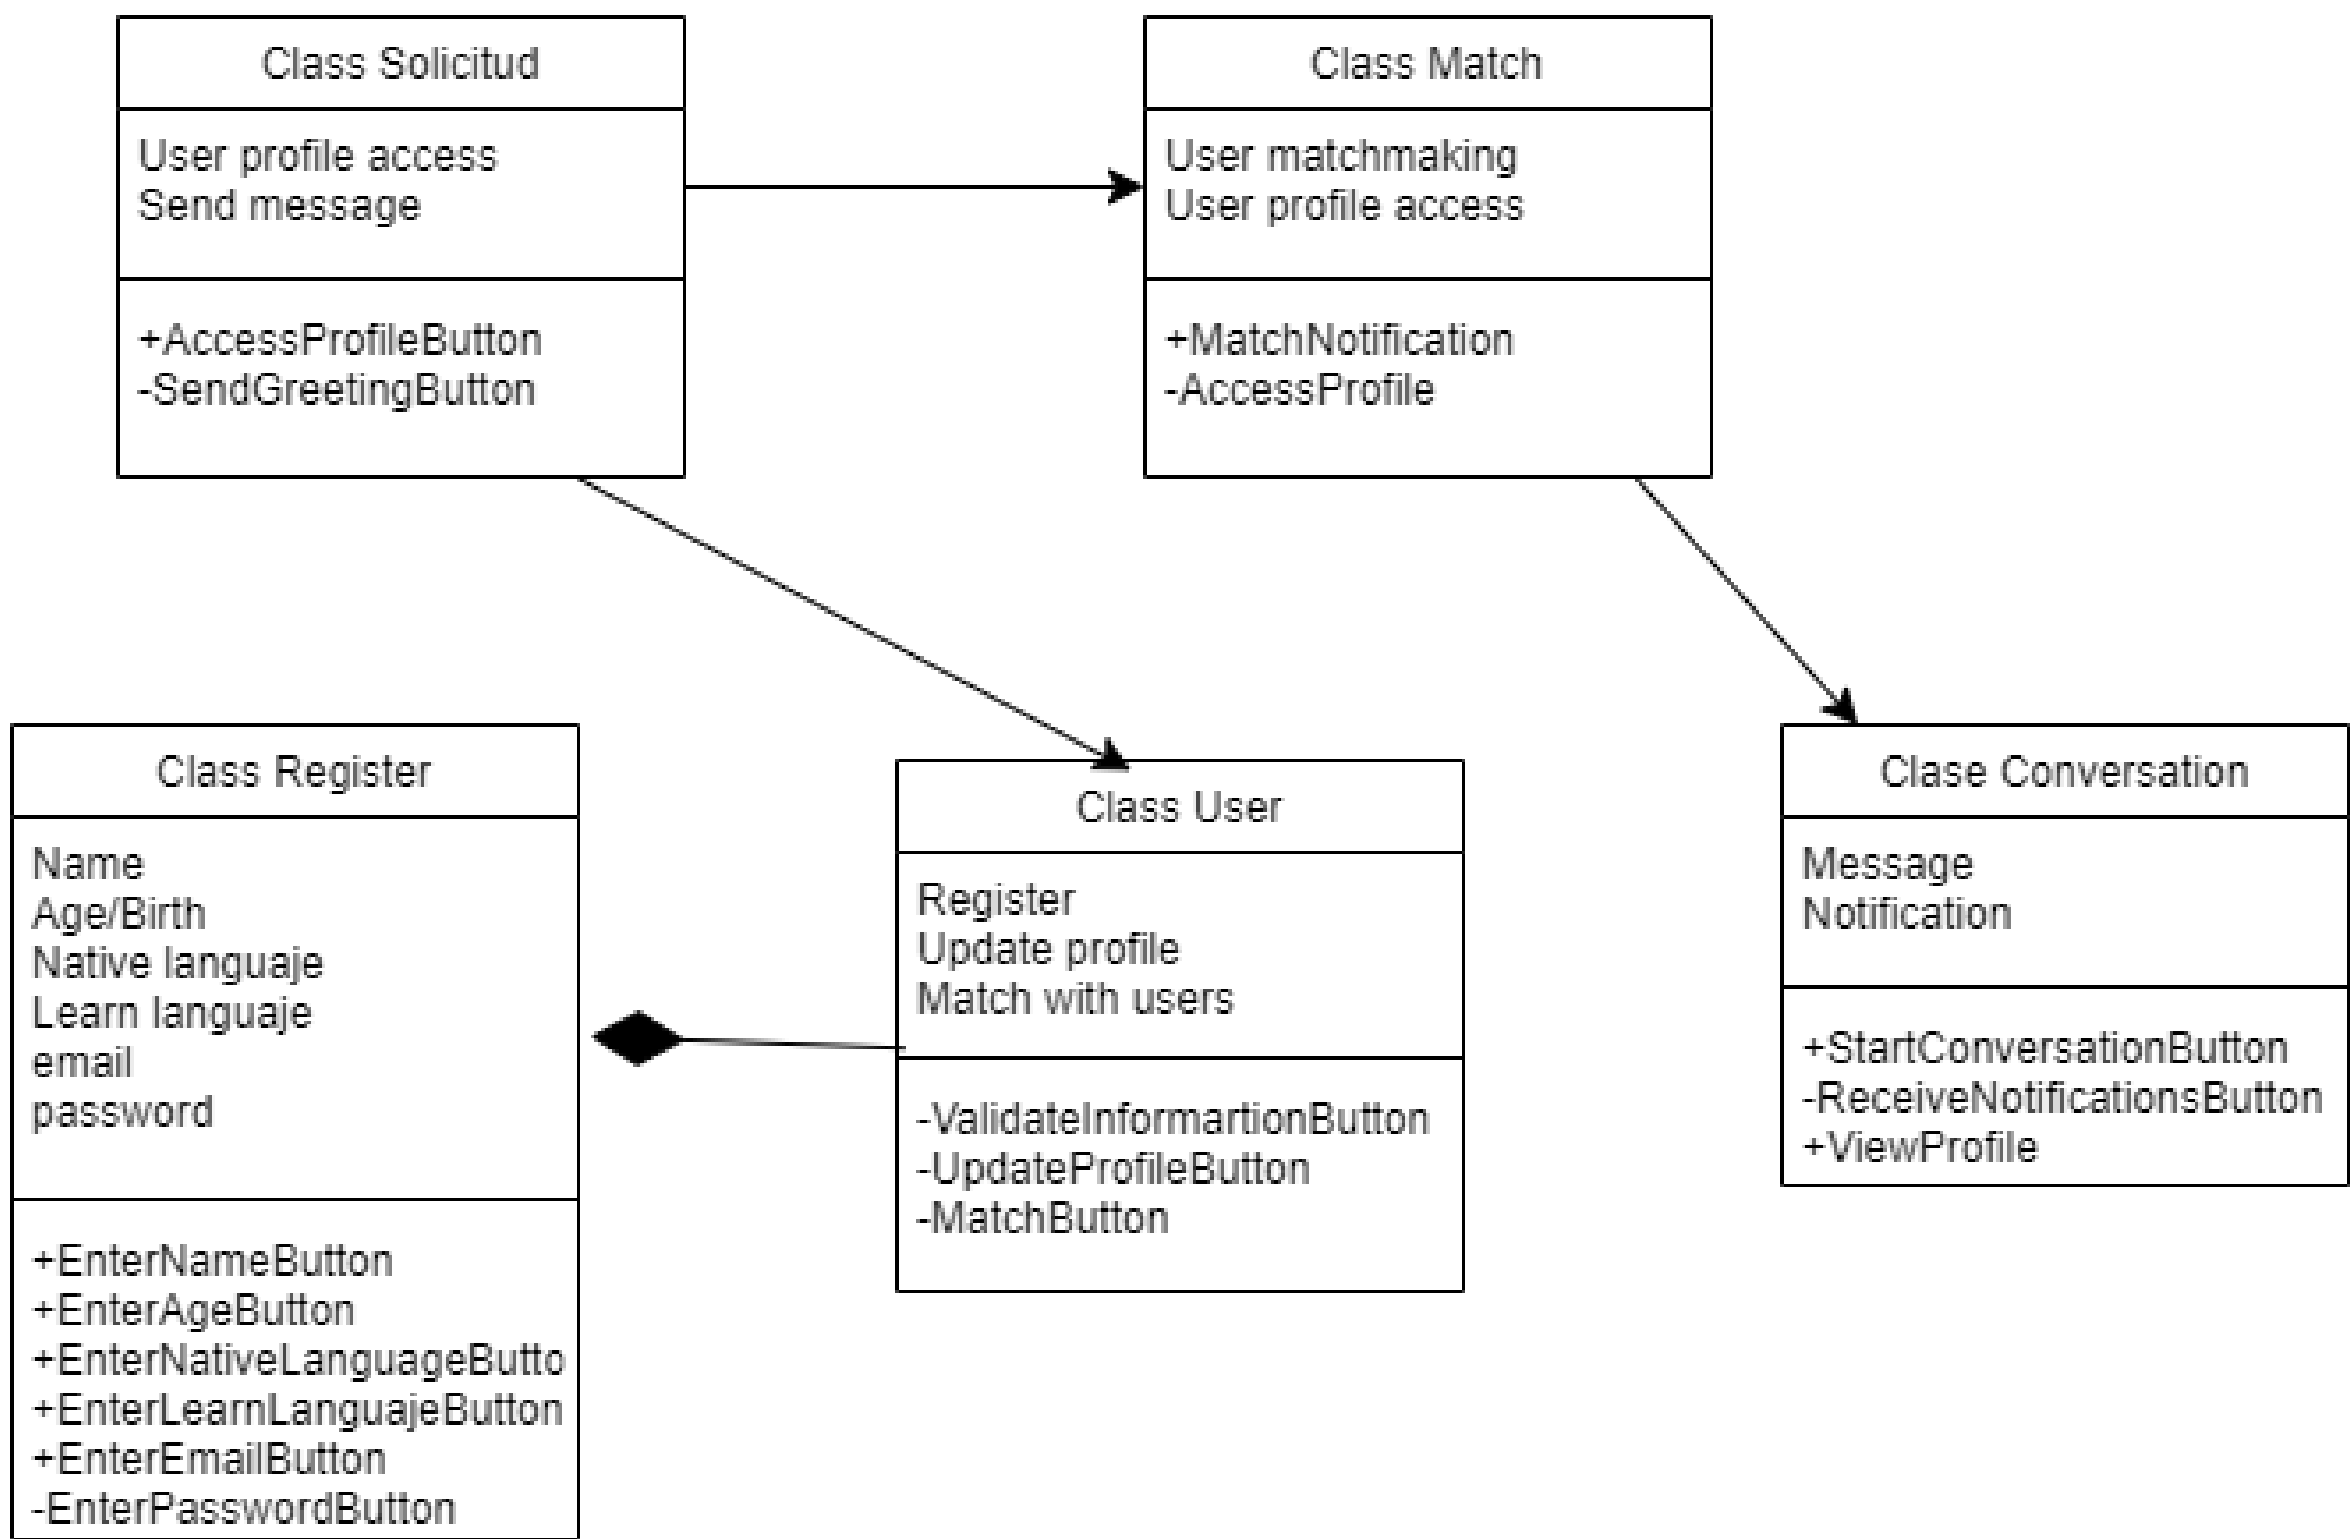 Class Solicitud
User profile access
Send message
+AccessProfileButton
-SendGreetingButton
Class Match
User matchmaking
User profile access
+MatchNotification
-AccessProfile
Class Register
Name
Age/Birth
Native languaje
Learn languaje
email
password
+EnterNameButton
+EnterAgeButton
+EnterNativeLanguageButto
+EnterLearnLanguajeButton
+EnterEmailButton
-EnterPasswordButton
Class User
Register
Update profile
Match with users
-ValidateInformartionButton
-UpdateProfileButton
-MatchButton
Clase Conversation
Message
Notification
+StartConversationButton
-ReceiveNotificationsButton
+ViewProfile